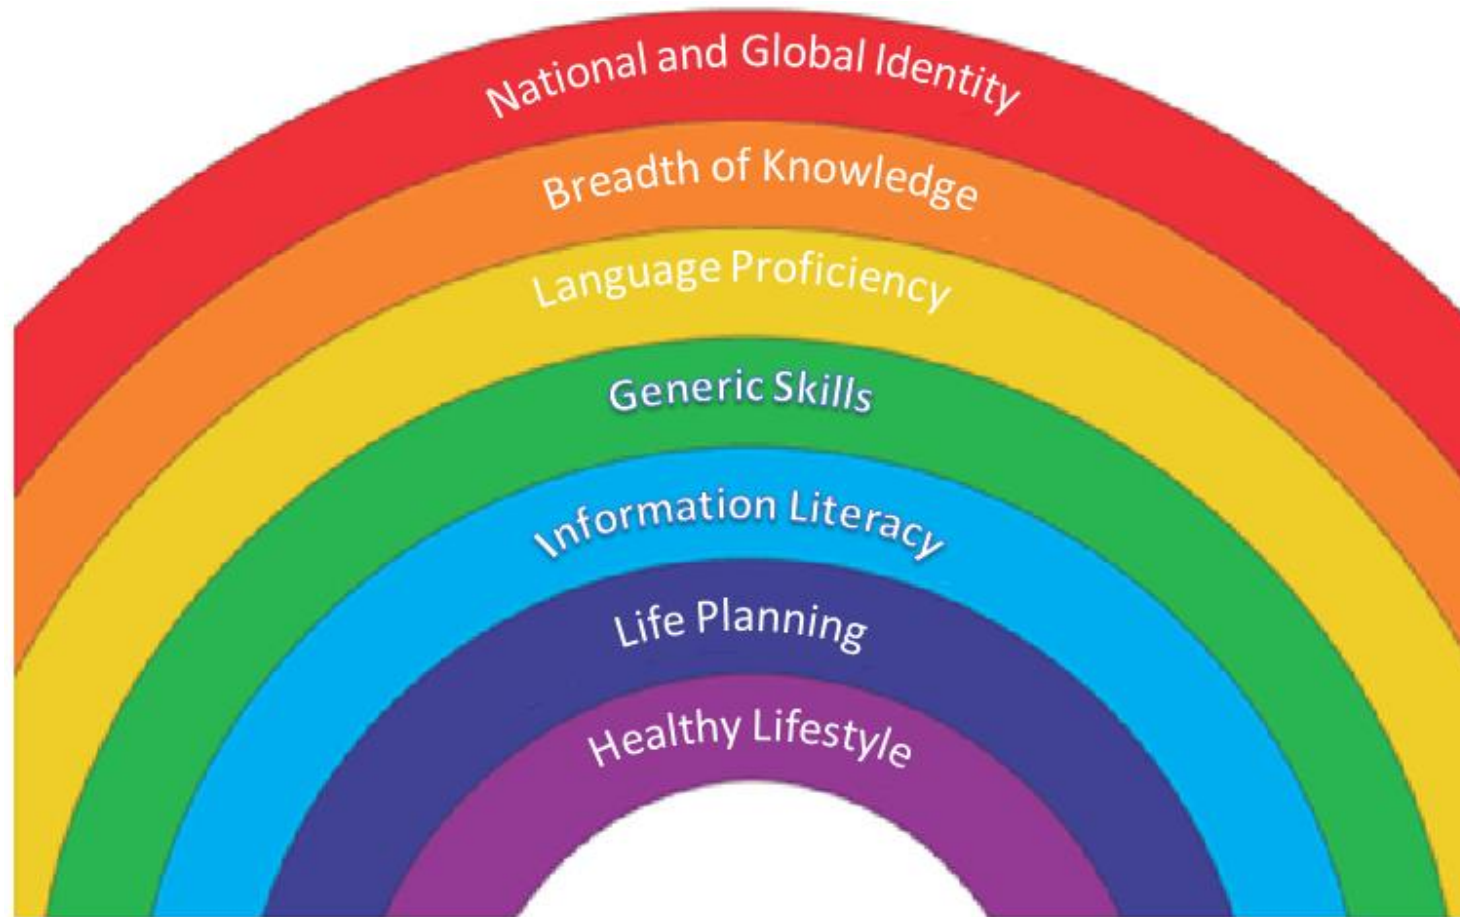 National and Global Identity
Breadth of Knowledge
Language Proficiency
Generic Skills
Information Literacy
Life Planning
Healthy Lifestyle